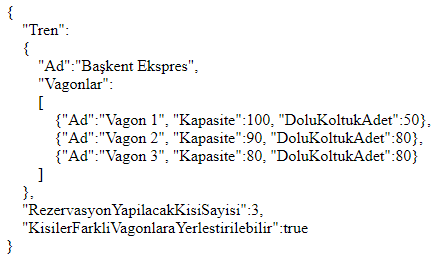 {
"Tren":
{
"Ad":"Başkent Ekspres",
"Vagonlar":
[
{"Ad":"Vagon 1", "Kapasite":100, "DoluKoltukAdet":50},
{"Ad":"Vagon 2", "Kapasite":90, "DoluKoltukAdet":80},
{"Ad":"Vagon 3", "Kapasite":80, "DoluKoltukAdet":80}
]
},
"RezervasyonYapilacakKisiSayisi":3,
"KisilerFarkliVagonlaraYerlestirilebilir":true
}